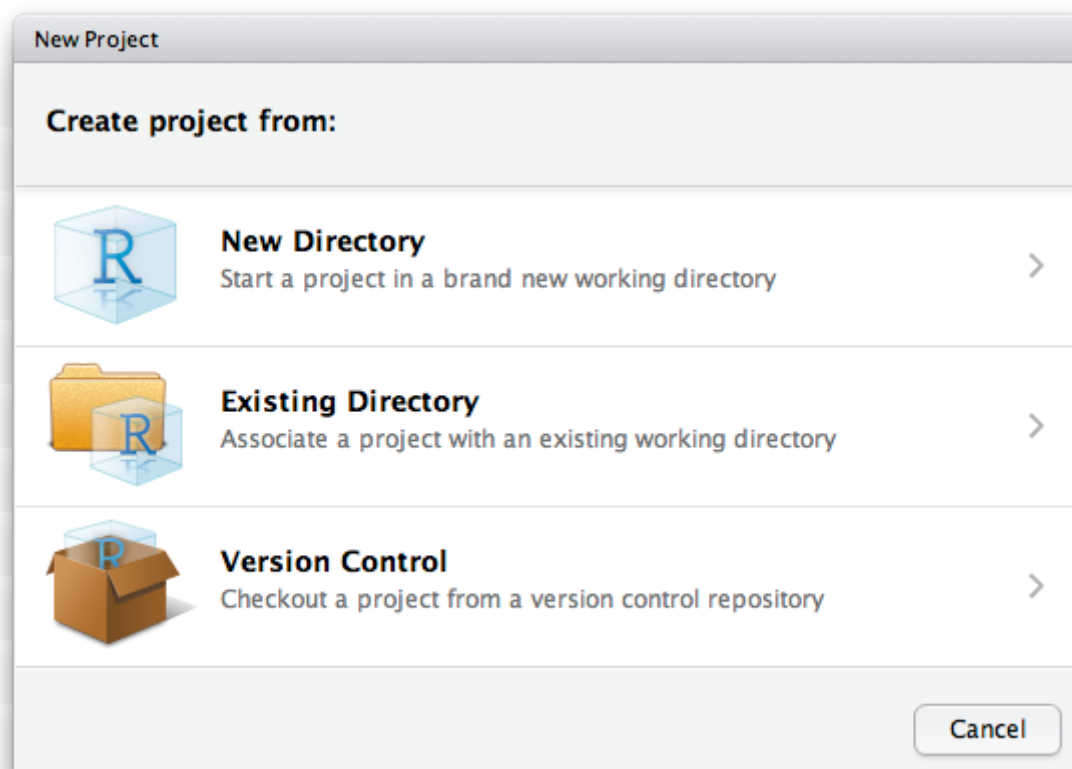 New Project
Create project from:
R
New Directory
Start a project in a brand new working directory
R
Existing Directory
Associate a project with an existing working directory
R
Version Control
Checkout a project from a version control repository
Cancel